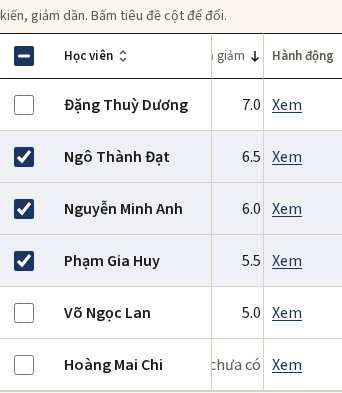 kiến, giảm dần. Bấm tiêu đề cột để đổi.
Học viên giảm Hành động
Đặng Thuỳ Dương 7.0 Xem
Ngô Thành Đạt 6.5 Xem
Nguyễn Minh Anh 6.0 Xem
Phạm Gia Huy 5.5 Xem
Võ Ngọc Lan 5.0 Xem
Hoàng Mai Chi chưa có Xem